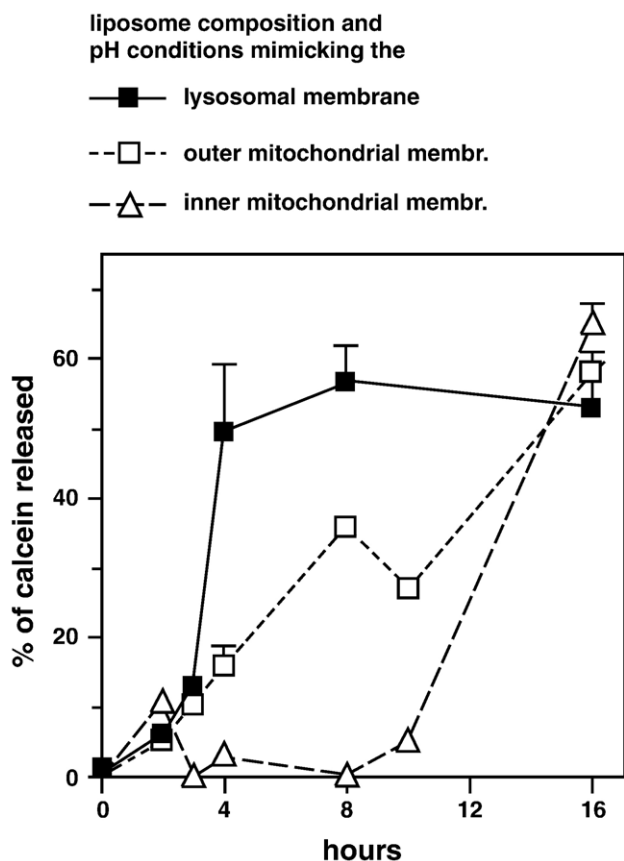 liposome composition and
pH conditions mimicking the
lysosomal membrane
outer mitochondrial membr.
inner mitochondrial membr.
% of calcein released
60
40
20
0
0 4 8 12 16
hours